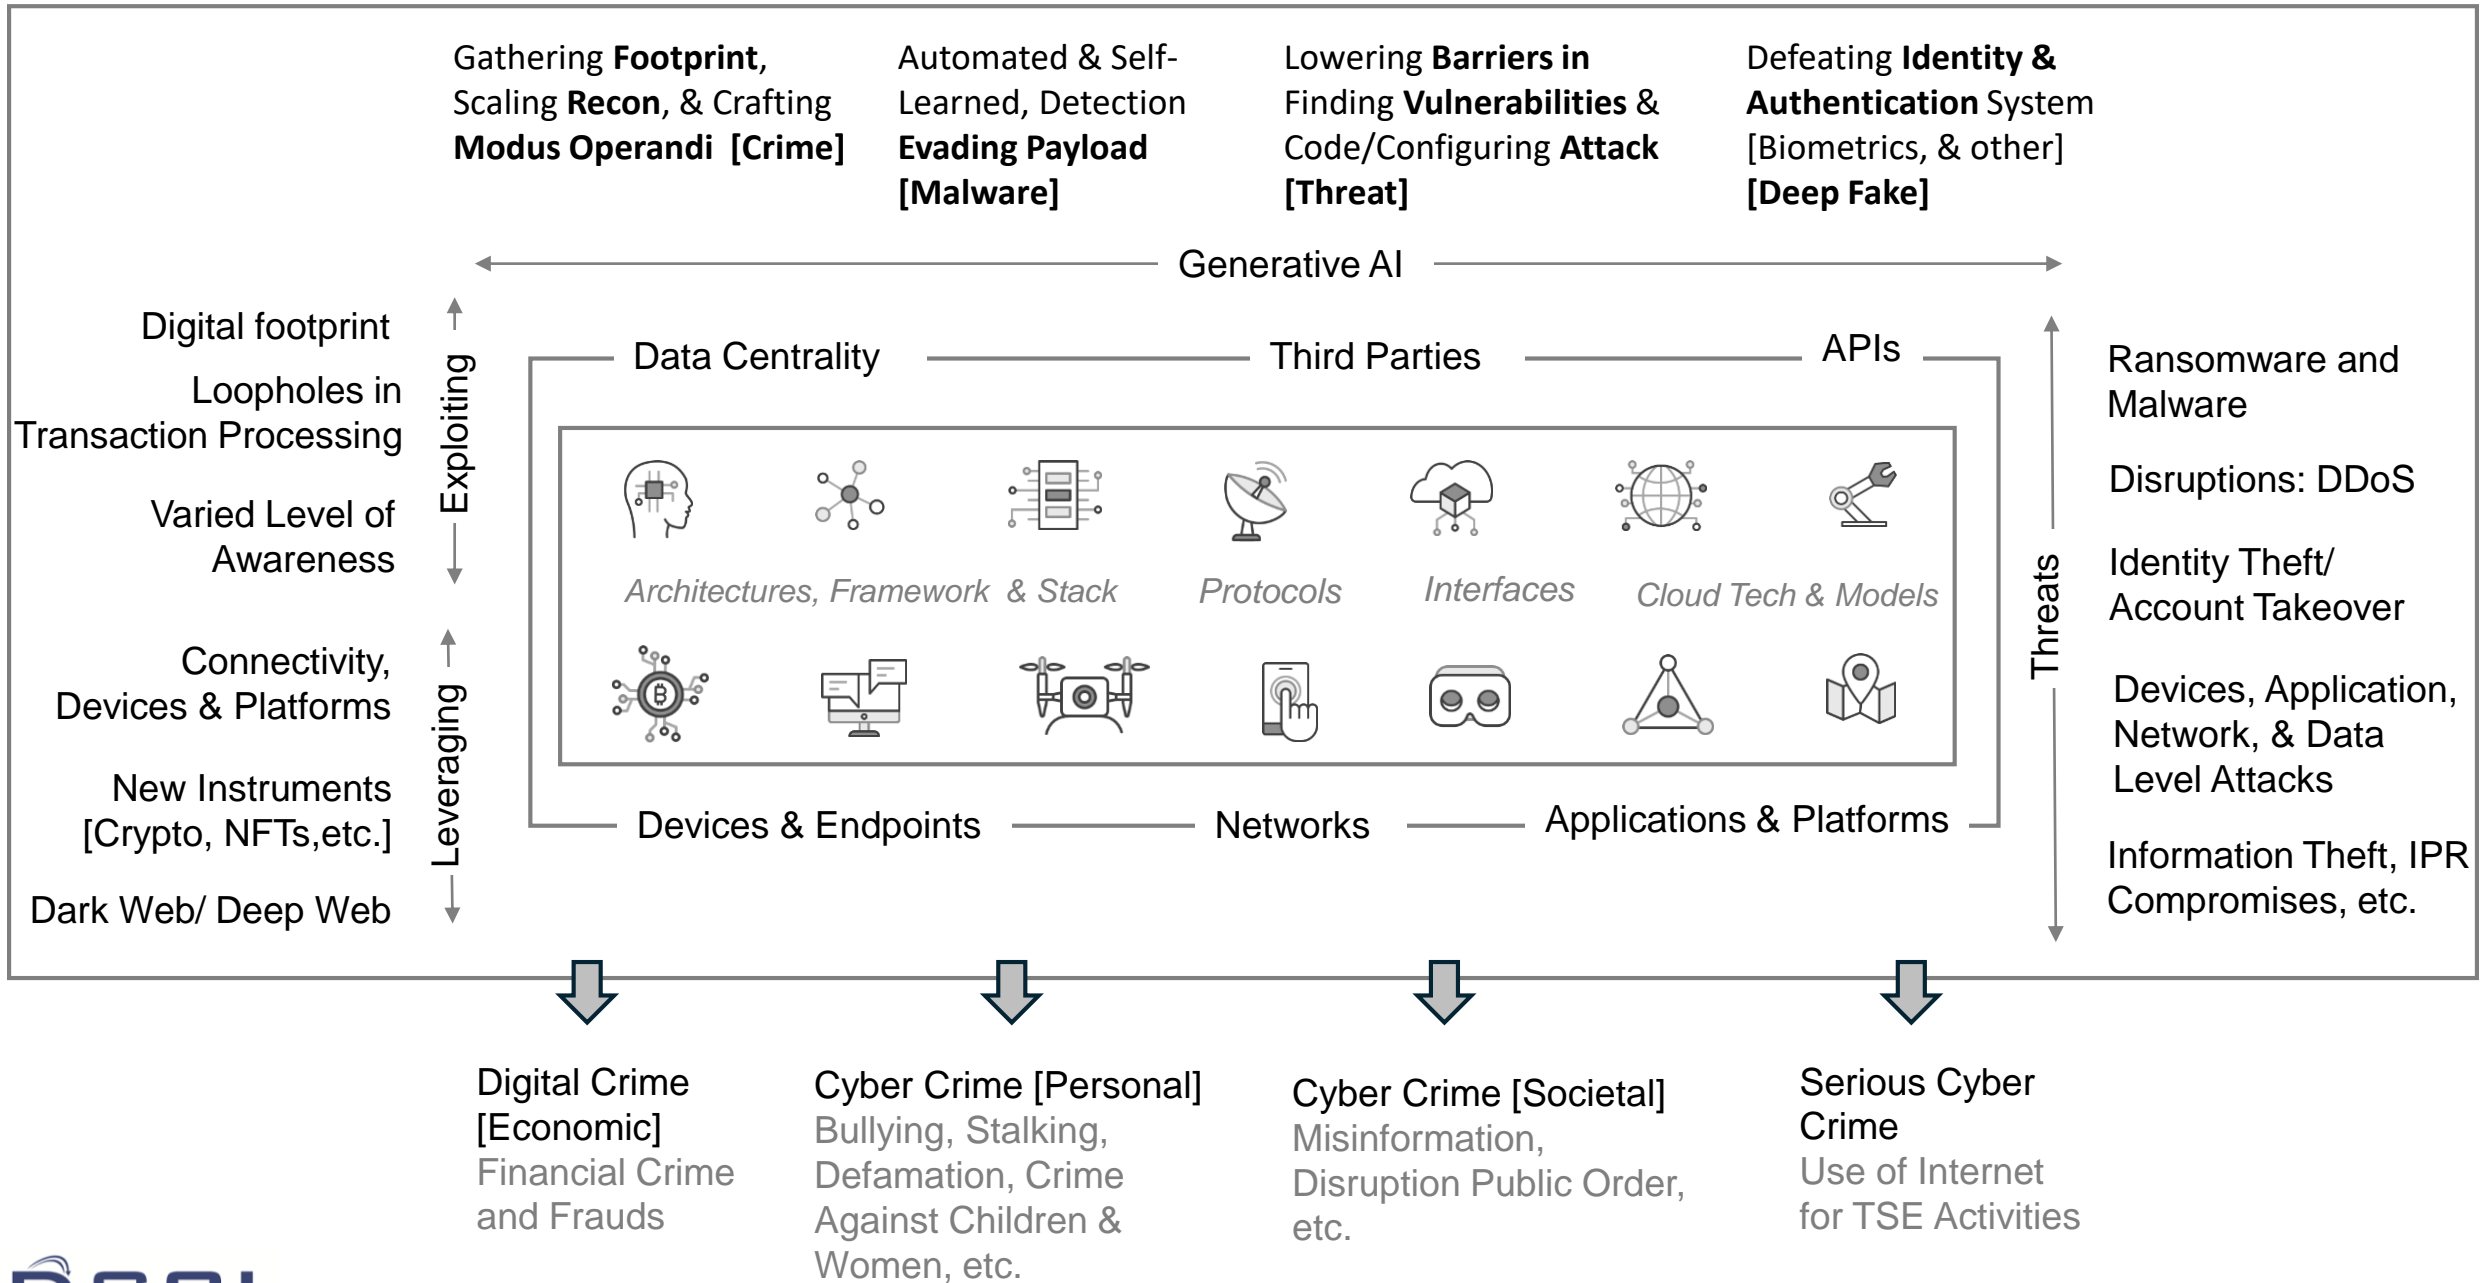 Gathering Footprint,
Scaling Recon, & Crafting
Modus Operandi [Crime]
Automated & Self-
Learned, Detection
Evading Payload
[Malware]
Lowering Barriers in
Finding Vulnerabilities &
Code/Configuring Attack
[Threat]
Defeating Identity &
Authentication System
[Biometrics, & other]
[Deep Fake]
Generative AI
Digital footprint
Loopholes in
Transaction Processing
Varied Level of
Awareness
Exploiting
Connectivity,
Devices & Platforms
New Instruments
[Crypto, NFTs,etc.]
Dark Web/ Deep Web
Leveraging
Data Centrality
Third Parties
APIs
Architectures, Framework & Stack
Protocols
Interfaces
Cloud Tech & Models
Devices & Endpoints
Networks
Applications & Platforms
Threats
Ransomware and
Malware
Disruptions: DDoS
Identity Theft/
Account Takeover
Devices, Application,
Network, & Data
Level Attacks
Information Theft, IPR
Compromises, etc.
Digital Crime
[Economic]
Financial Crime
and Frauds
Cyber Crime [Personal]
Bullying, Stalking,
Defamation, Crime
Against Children &
Women, etc.
Cyber Crime [Societal]
Misinformation,
Disruption Public Order,
etc.
Serious Cyber
Crime
Use of Internet
for TSE Activities